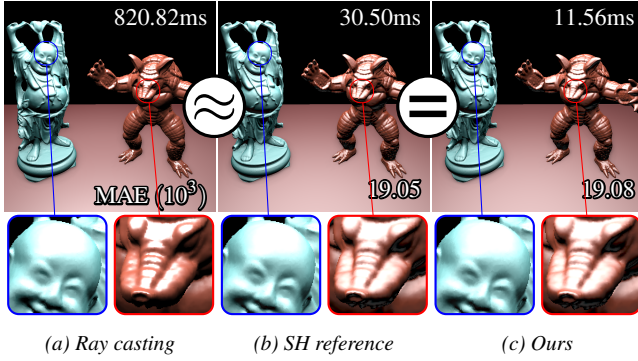 820.82ms
30.50ms
11.56ms
≈
=
MAE (10³)
19.05
19.08
(a) Ray casting
(b) SH reference
(c) Ours